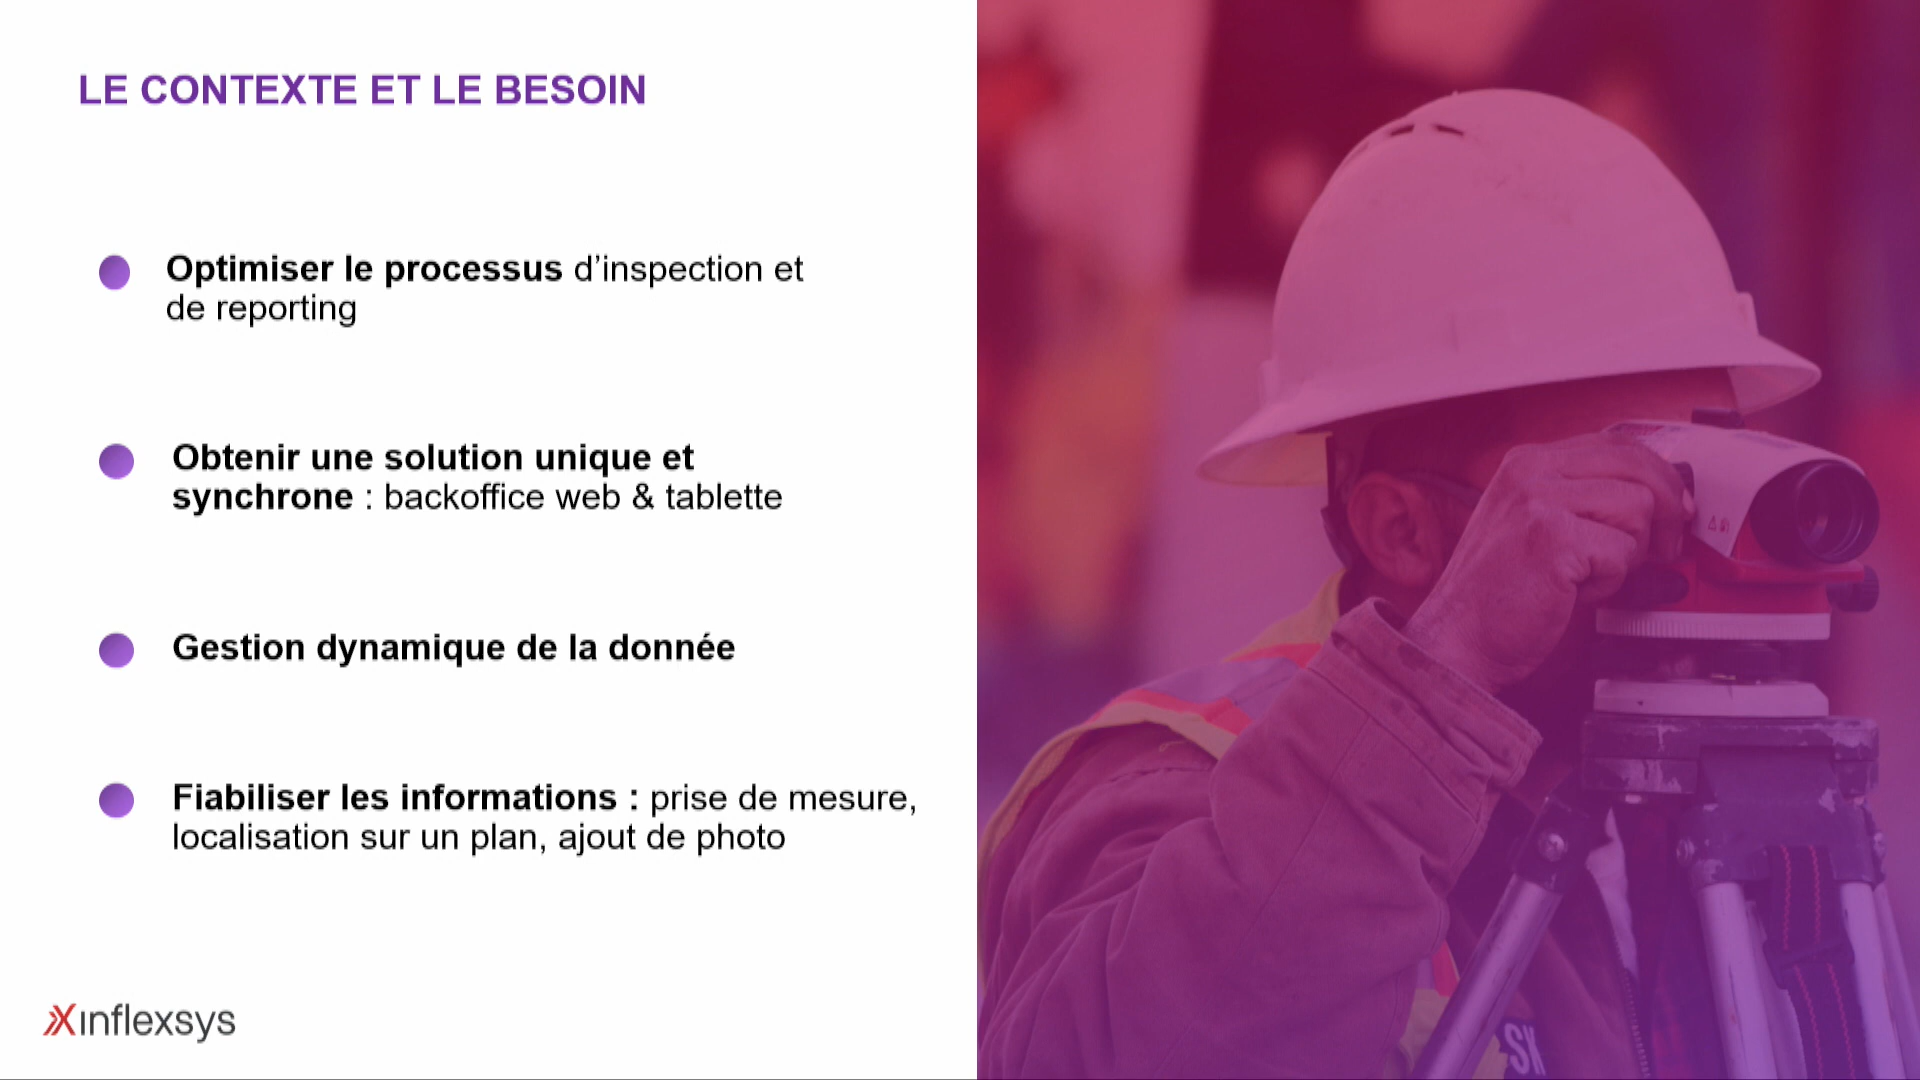 LE CONTEXTE ET LE BESOIN
Optimiser le processus d’inspection et
de reporting
Obtenir une solution unique et
synchrone : backoffice web & tablette
Gestion dynamique de la donnée
Fiabiliser les informations : prise de mesure,
localisation sur un plan, ajout de photo
inflexsys